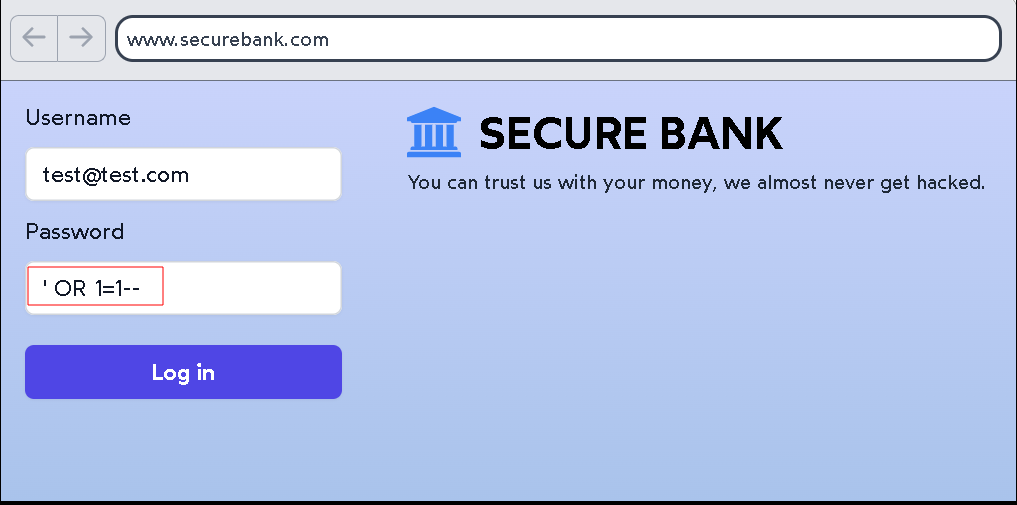 www.securebank.com
Username
test@test.com
Password
' OR 1=1--
Log in
SECURE BANK
You can trust us with your money, we almost never get hacked.